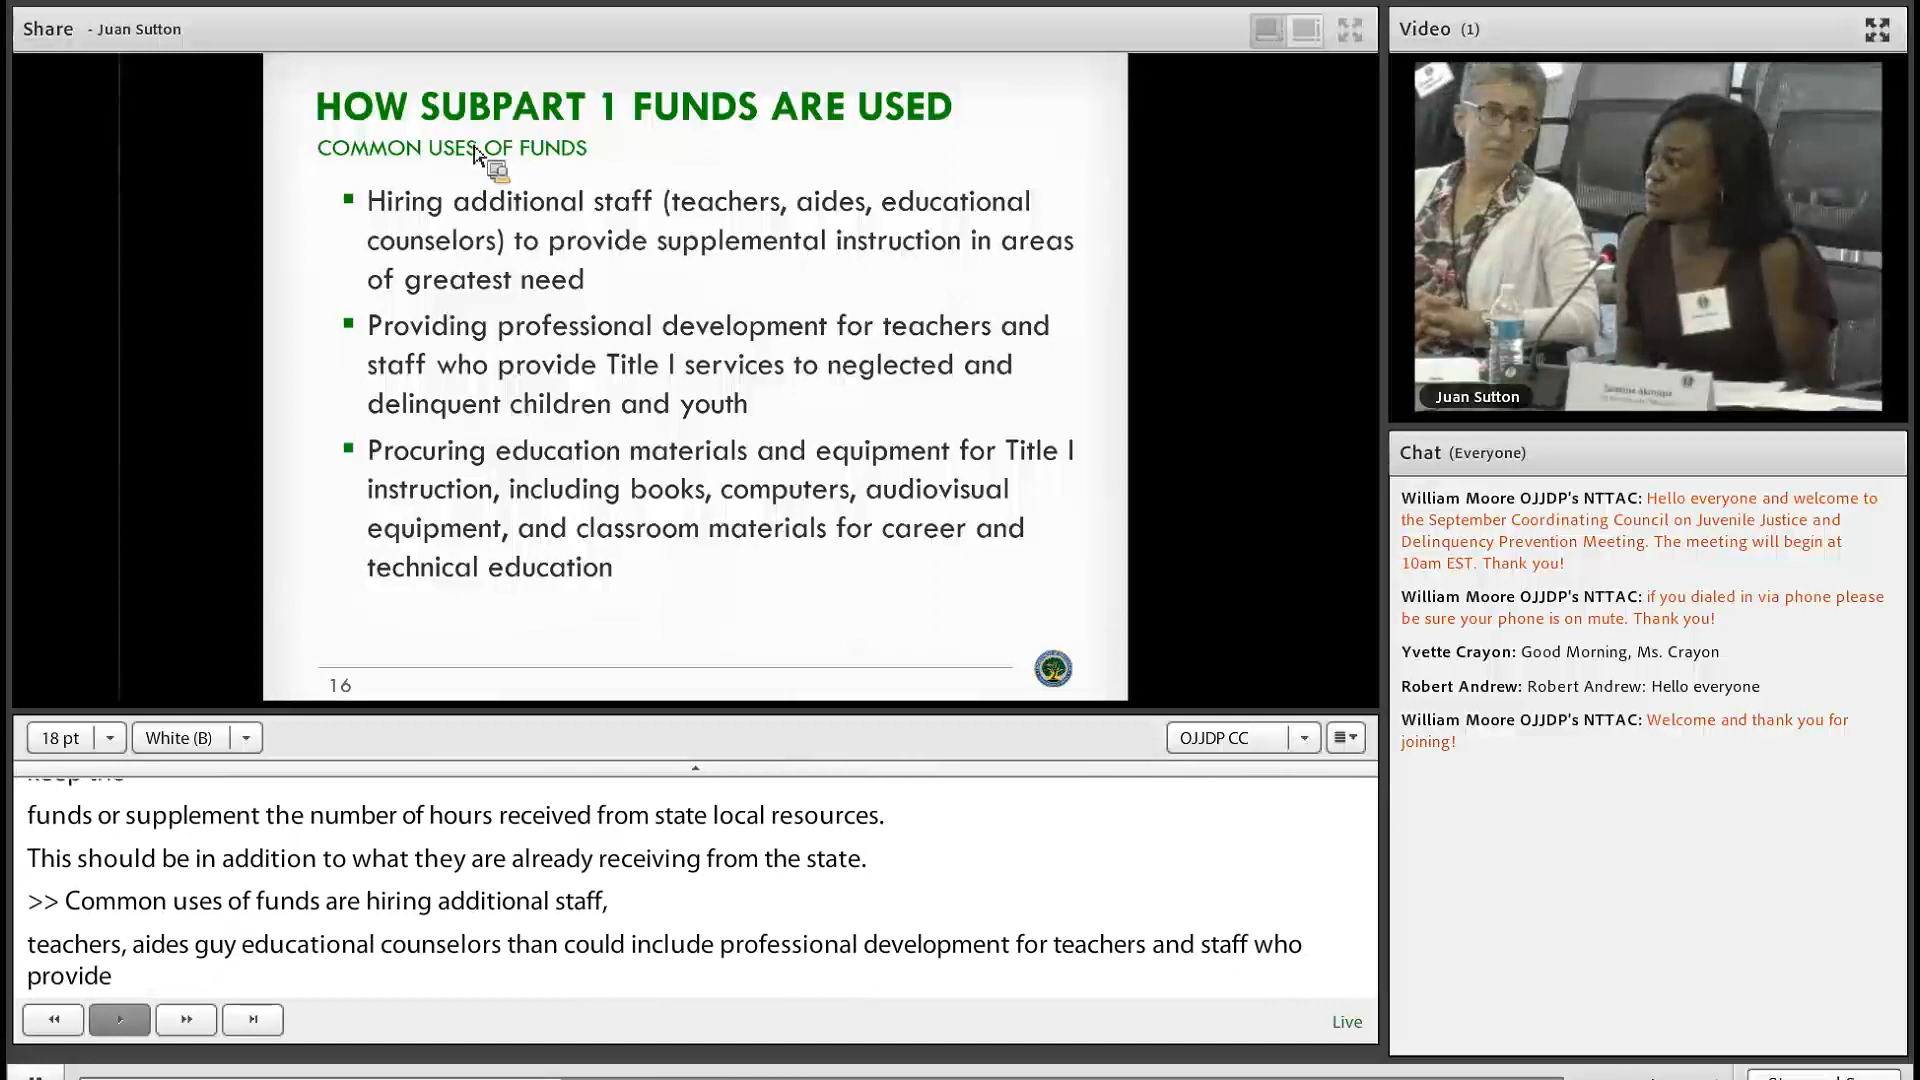 Share - Juan Sutton
HOW SUBPART 1 FUNDS ARE USED
COMMON USES OF FUNDS
Hiring additional staff (teachers, aides, educational
counselors) to provide supplemental instruction in areas
of greatest need
Providing professional development for teachers and
staff who provide Title I services to neglected and
delinquent children and youth
Procuring education materials and equipment for Title I
instruction, including books, computers, audiovisual
equipment, and classroom materials for career and
technical education
16
18 pt
White (B)
OJJDP CC
keep the
funds or supplement the number of hours received from state local resources.
This should be in addition to what they are already receiving from the state.
>> Common uses of funds are hiring additional staff,
teachers, aides guy educational counselors than could include professional development for teachers and staff who
provide
Live
Video (1)
Juan Sutton
Chat (Everyone)
William Moore OJJDP's NTTAC: Hello everyone and welcome to
the September Coordinating Council on Juvenile Justice and
Delinquency Prevention Meeting. The meeting will begin at
10am EST. Thank you!
William Moore OJJDP's NTTAC: if you dialed in via phone please
be sure your phone is on mute. Thank you!
Yvette Crayon: Good Morning, Ms. Crayon
Robert Andrew: Robert Andrew: Hello everyone
William Moore OJJDP's NTTAC: Welcome and thank you for
joining!